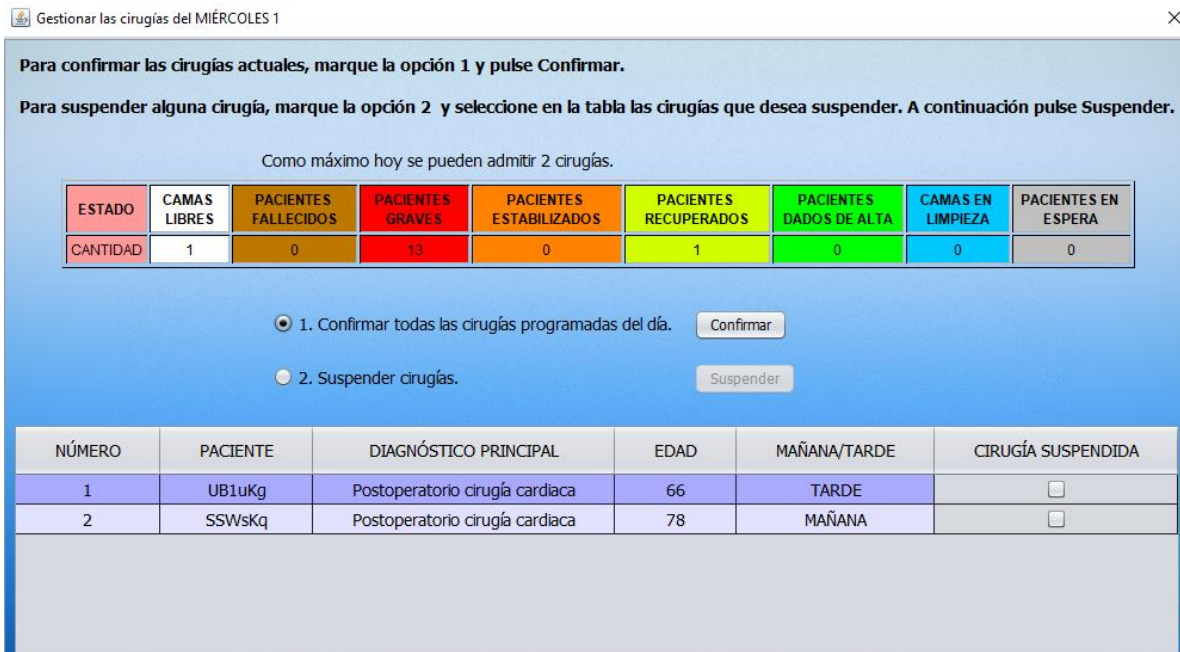 Gestionar las cirugías del MIÉRCOLES 1
Para confirmar las cirugías actuales, marque la opción 1 y pulse Confirmar.
Para suspender alguna cirugía, marque la opción 2 y seleccione en la tabla las cirugías que desea suspender. A continuación pulse Suspender.
Como máximo hoy se pueden admitir 2 cirugías.
ESTADO CAMAS LIBRES PACIENTES FALLECIDOS PACIENTES GRAVES PACIENTES ESTABILIZADOS PACIENTES RECUPERADOS PACIENTES DADOS DE ALTA CAMAS EN LIMPIEZA PACIENTES EN ESPERA
CANTIDAD 1 0 13 0 1 0 0 0
1. Confirmar todas las cirugías programadas del día. Confirmar
2. Suspender cirugías. Suspender
NÚMERO PACIENTE DIAGNÓSTICO PRINCIPAL EDAD MAÑANA/TARDE CIRUGÍA SUSPENDIDA
1 UB1uKg Postoperatorio cirugía cardiaca 66 TARDE
2 SSWsKq Postoperatorio cirugía cardiaca 78 MAÑANA